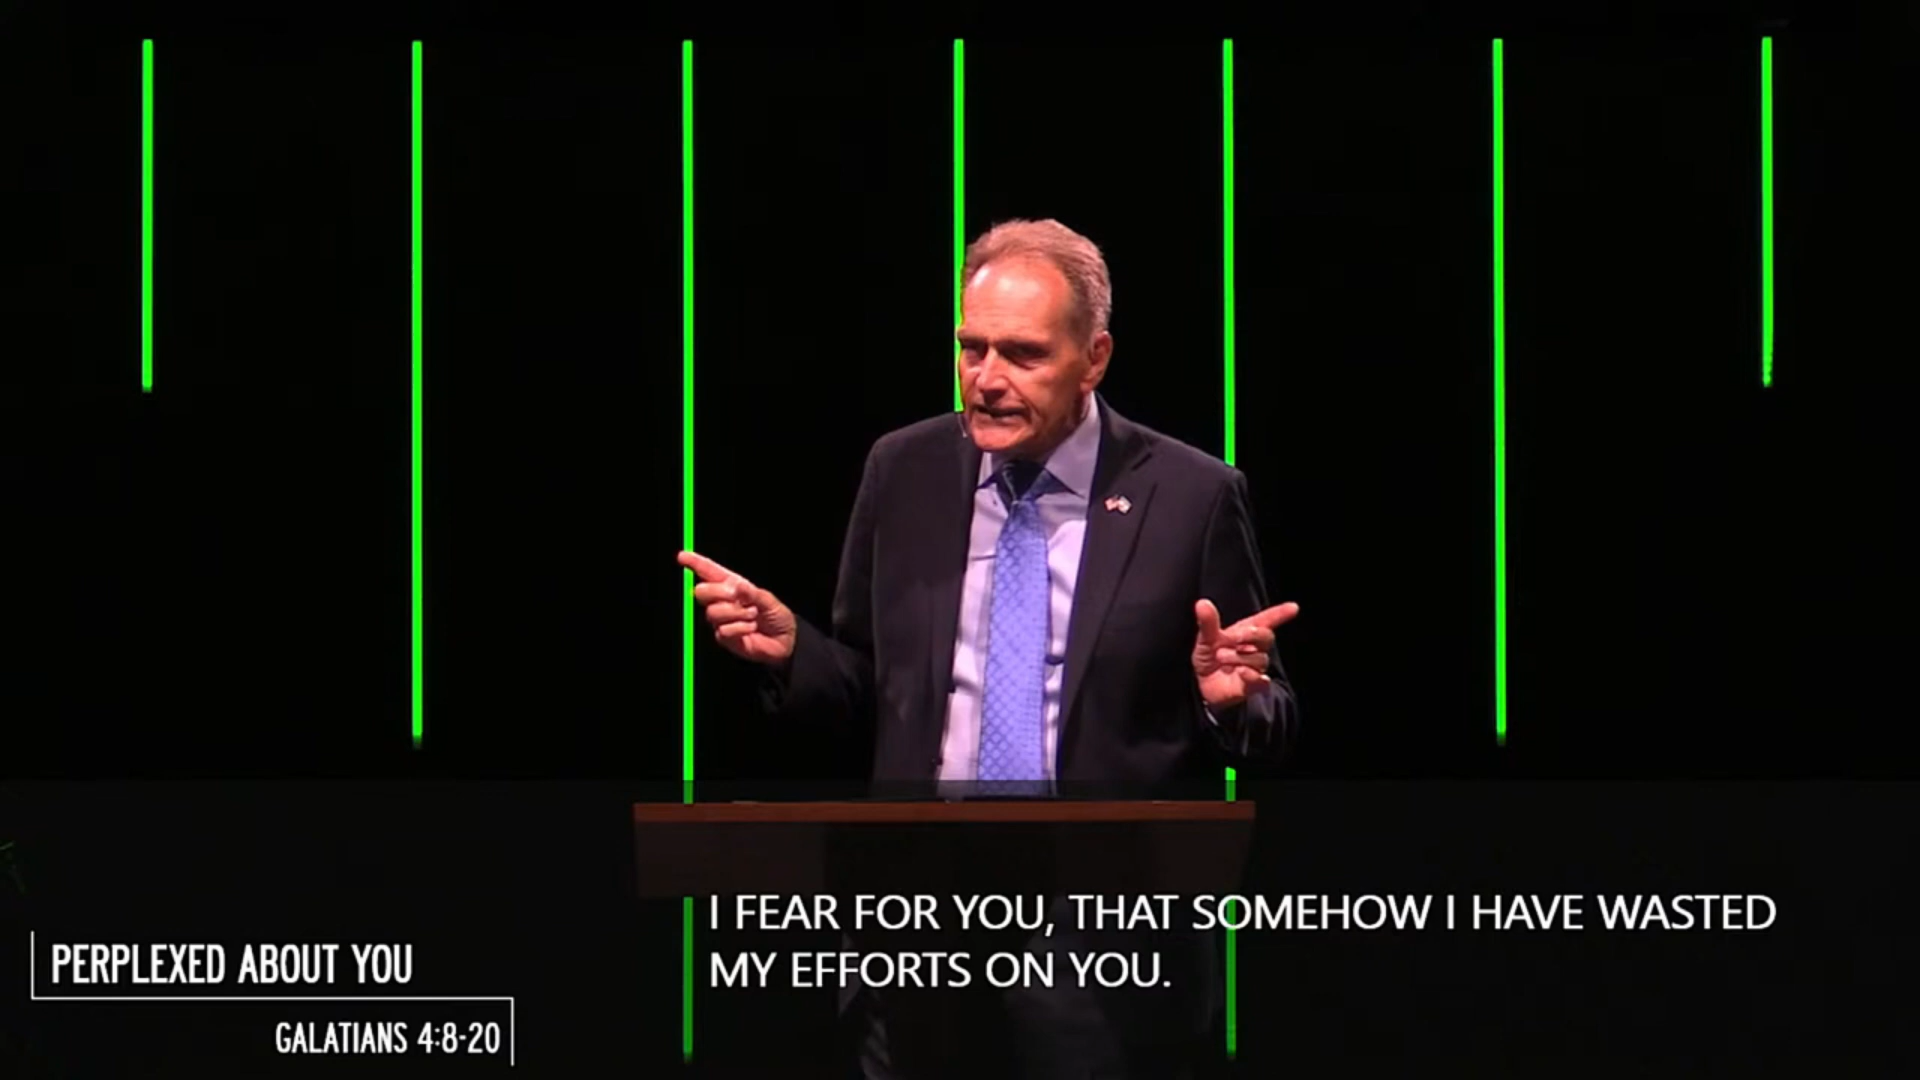 I FEAR FOR YOU, THAT SOMEHOW I HAVE WASTED
MY EFFORTS ON YOU.
PERPLEXED ABOUT YOU
GALATIANS 4:8-20